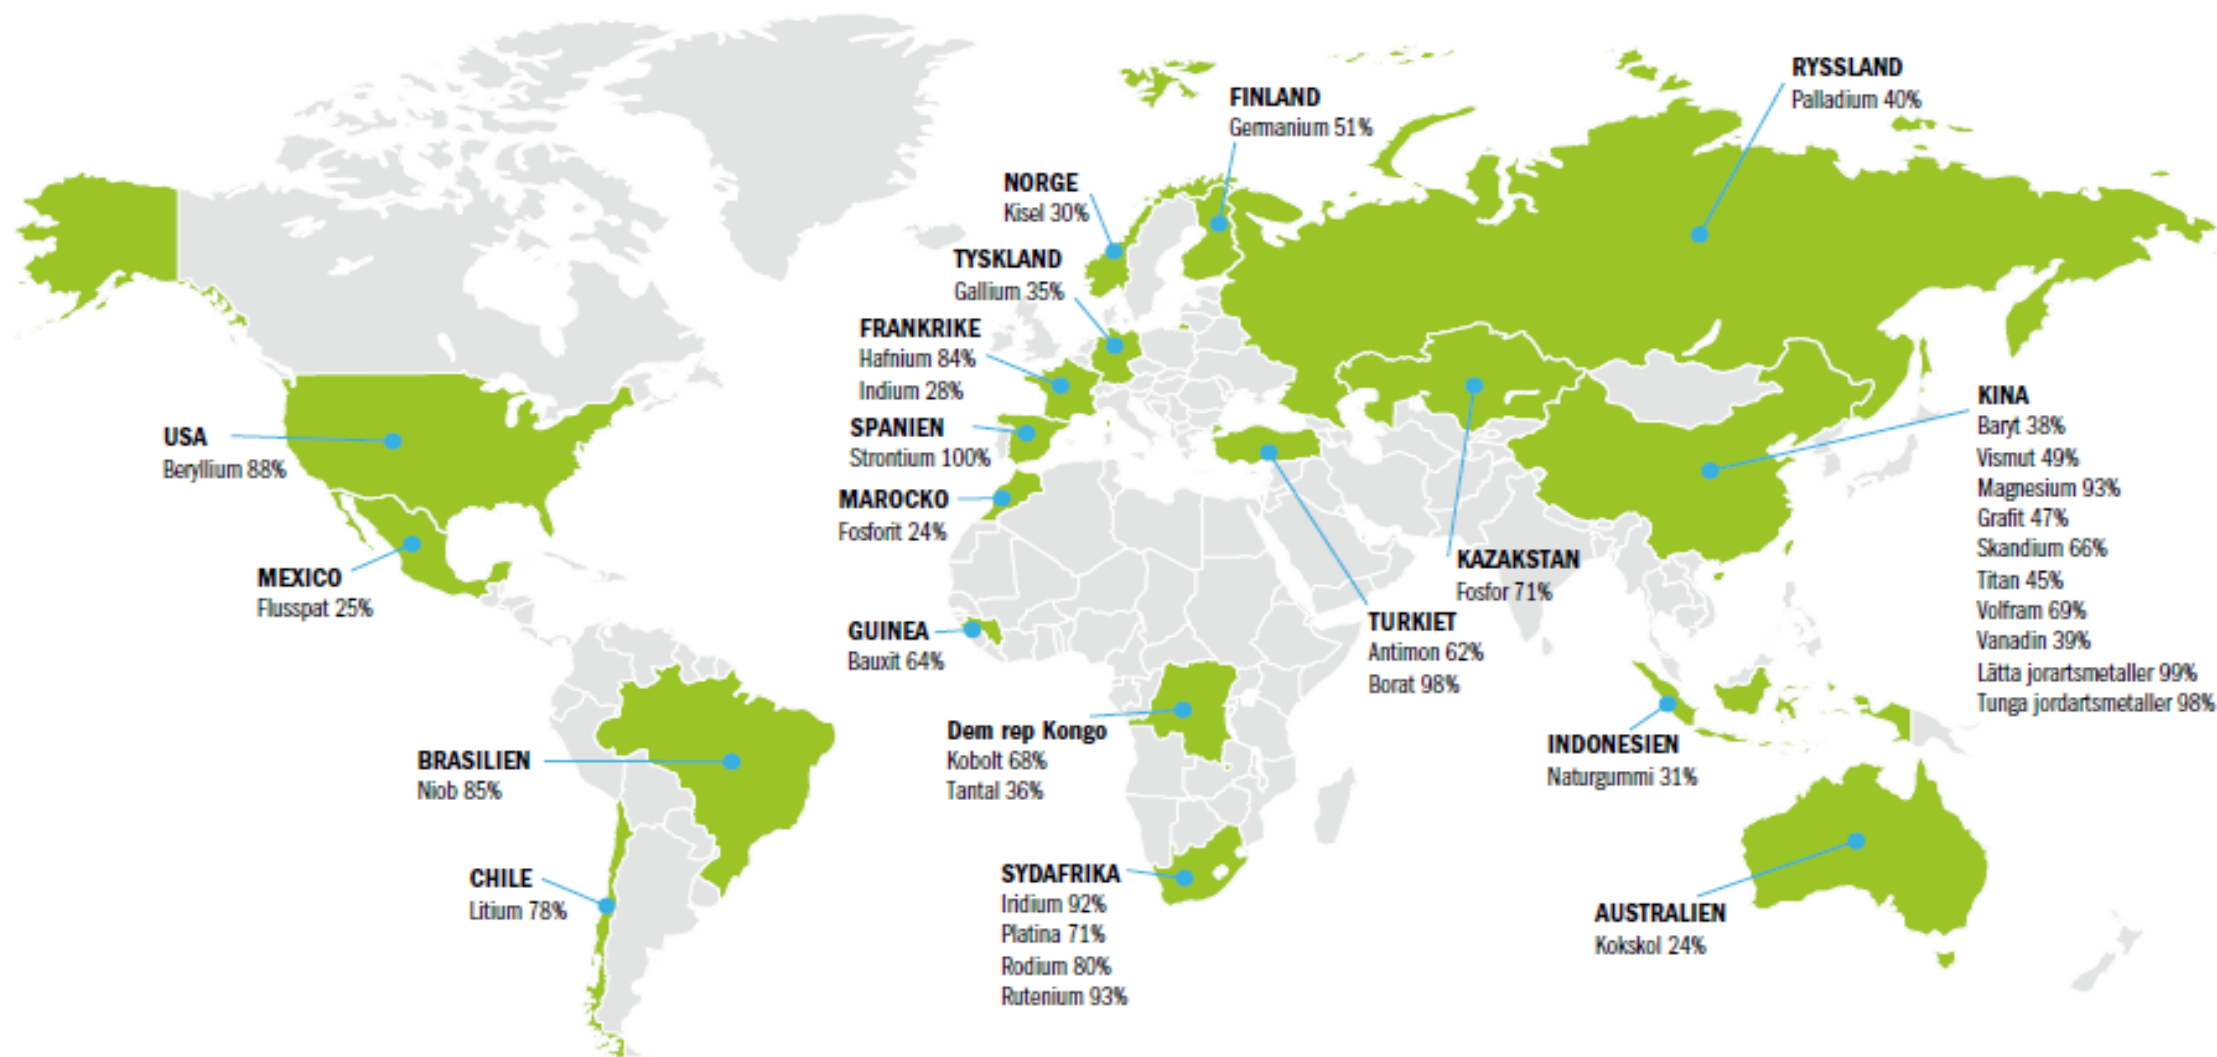 RYSSLAND
Palladium 40%
FINLAND
Germanium 51%
NORGE
Kisel 30%
TYSKLAND
Gallium 35%
FRANKRIKE
Hafnium 84%
Indium 28%
SPANIEN
Strontium 100%
MAROCKO
Fosforit 24%
USA
Beryllium 88%
MEXICO
Flusspat 25%
GUINEA
Bauxit 64%
BRASILIEN
Niob 85%
CHILE
Litium 78%
Dem rep Kongo
Kobolt 68%
Tantal 36%
SYDAFRIKA
Iridium 92%
Platina 71%
Rodium 80%
Rutenium 93%
KAZAKSTAN
Fosfor 71%
TURKIET
Antimon 62%
Borat 98%
KINA
Baryt 38%
Vismut 49%
Magnesium 93%
Grafit 47%
Skandium 66%
Titan 45%
Volfram 69%
Vanadin 39%
Lätta jorartsmetaller 99%
Tunga jordartsmetaller 98%
INDONESIEN
Naturgummi 31%
AUSTRALIEN
Kokskol 24%